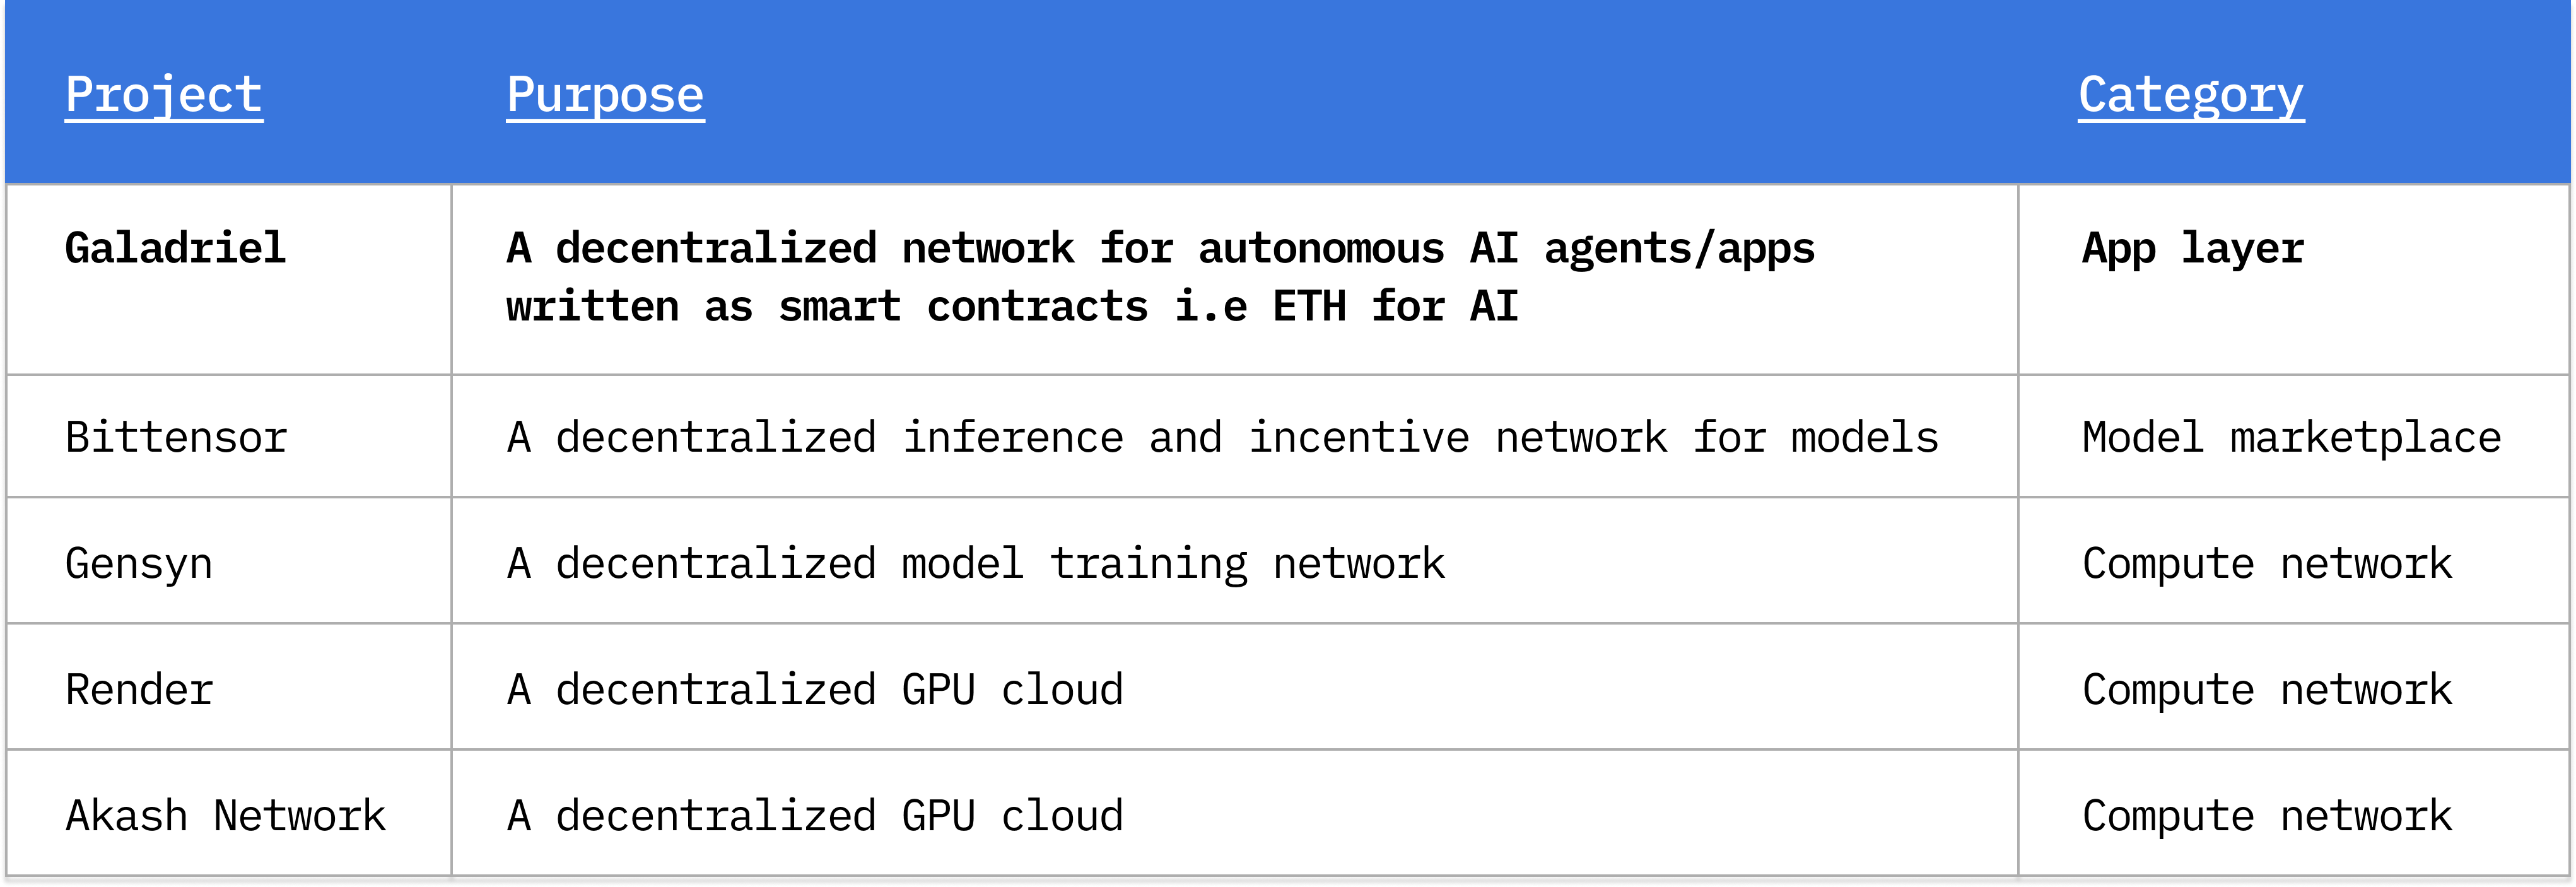 Project Purpose Category
Galadriel A decentralized network for autonomous AI agents/apps App layer
written as smart contracts i.e ETH for AI
Bittensor A decentralized inference and incentive network for models Model marketplace
Gensyn A decentralized model training network Compute network
Render A decentralized GPU cloud Compute network
Akash Network A decentralized GPU cloud Compute network